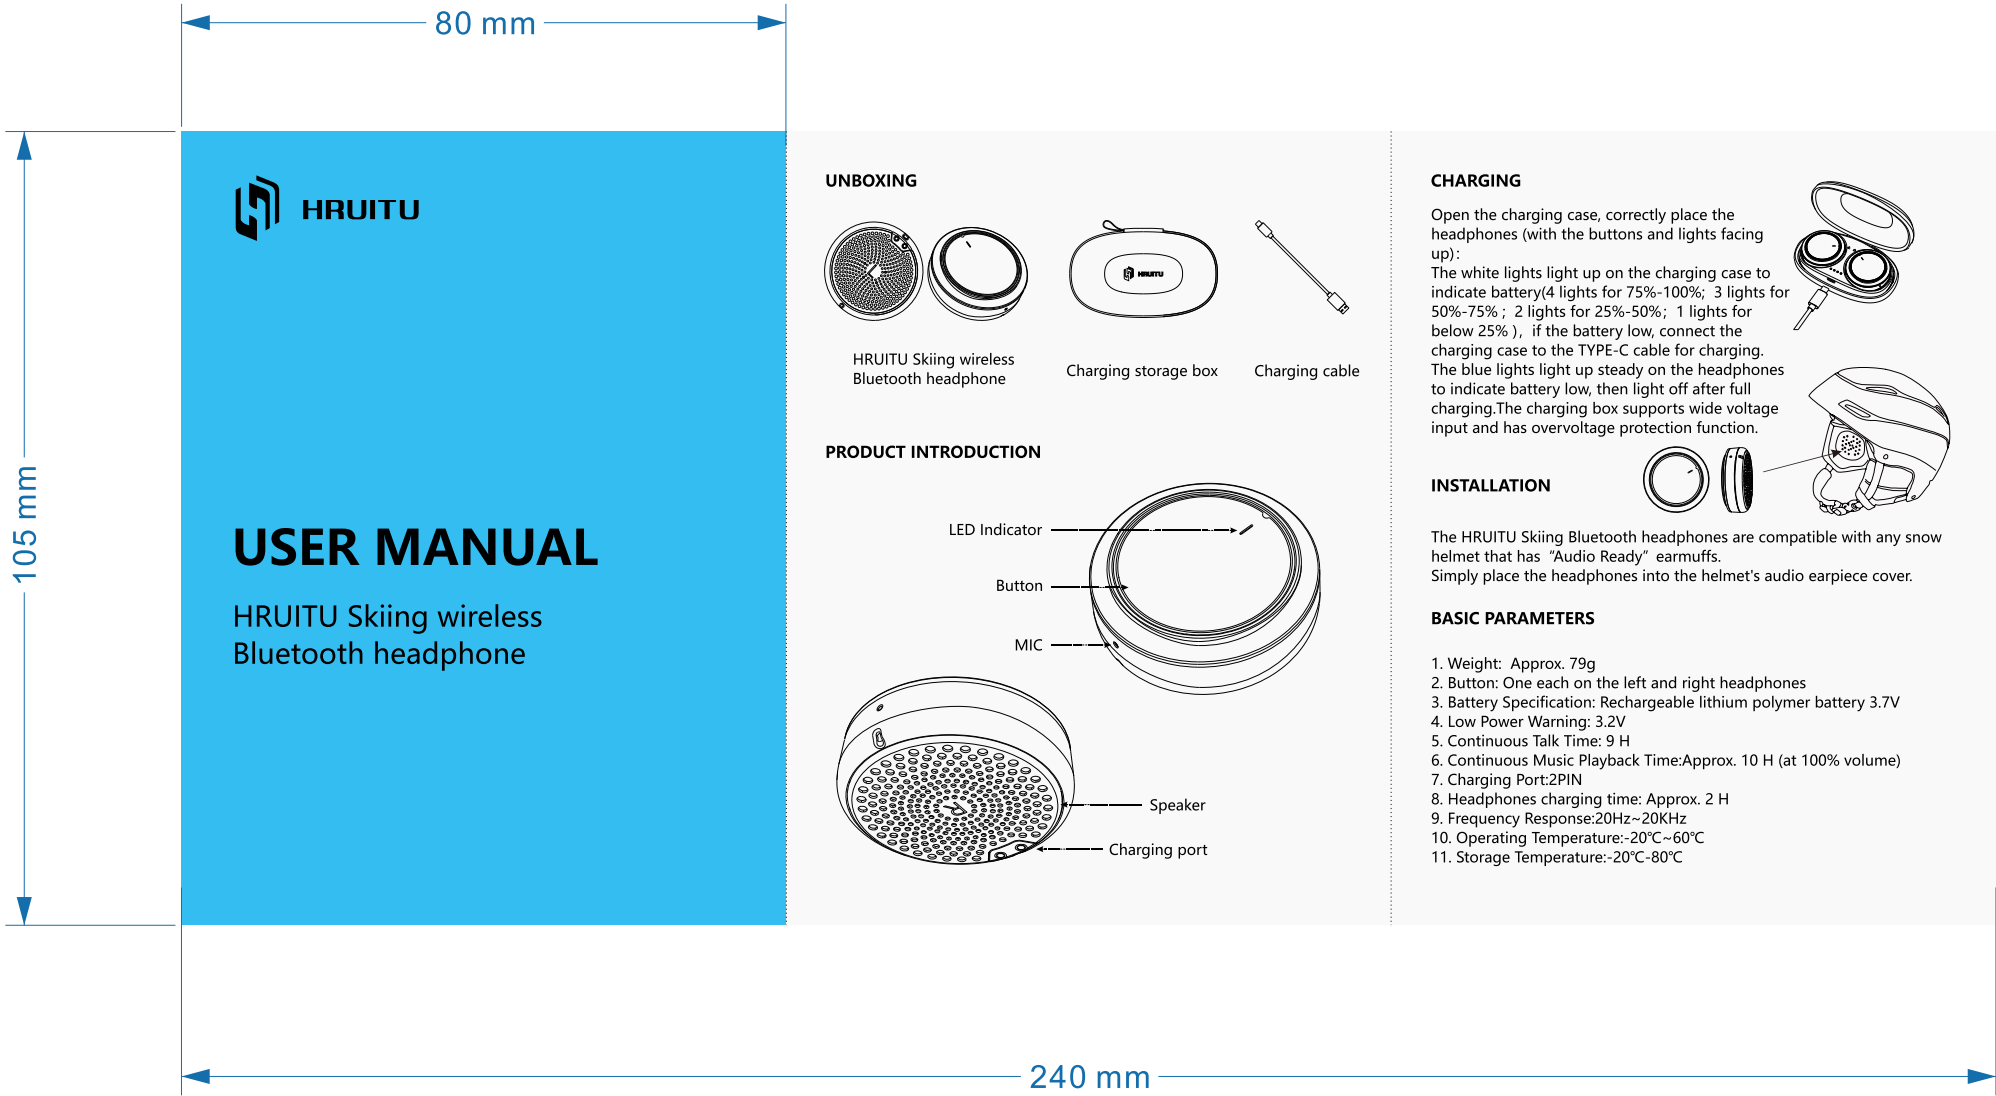 80 mm
105 mm
HRUITU
USER MANUAL
HRUITU Skiing wireless
Bluetooth headphone
UNBOXING
HRUITU
HRUITU Skiing wireless
Bluetooth headphone
Charging storage box
Charging cable
PRODUCT INTRODUCTION
LED Indicator
Button
MIC
Speaker
Charging port
CHARGING
Open the charging case, correctly place the
headphones (with the buttons and lights facing
up)：
The white lights light up on the charging case to
indicate battery(4 lights for 75%-100%;  3 lights for
50%-75% ;  2 lights for 25%-50%;  1 lights for
below 25% ),  if the battery low, connect the
charging case to the TYPE-C cable for charging.
The blue lights light up steady on the headphones
to indicate battery low, then light off after full
charging.The charging box supports wide voltage
input and has overvoltage protection function.
INSTALLATION
The HRUITU Skiing Bluetooth headphones are compatible with any snow
helmet that has “Audio Ready” earmuffs.
Simply place the headphones into the helmet's audio earpiece cover.
BASIC PARAMETERS
1. Weight:  Approx. 79g
2. Button: One each on the left and right headphones
3. Battery Specification: Rechargeable lithium polymer battery 3.7V
4. Low Power Warning: 3.2V
5. Continuous Talk Time: 9 H
6. Continuous Music Playback Time:Approx. 10 H (at 100% volume)
7. Charging Port:2PIN
8. Headphones charging time: Approx. 2 H
9. Frequency Response:20Hz~20KHz
10. Operating Temperature:-20℃~60℃
11. Storage Temperature:-20℃-80℃
240 mm